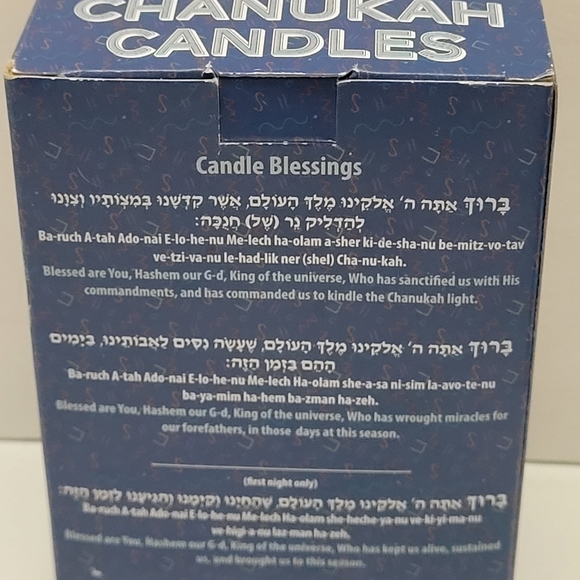 CHANUKAH
CANDLES
Candle Blessings
בָּרוּךְ אַתָּה ה' אֱלֹקֵינוּ מֶלֶךְ הָעוֹלָם, אֲשֶׁר קִדְּשָׁנוּ בְּמִצְוֹתָיו וְצִוָּנוּ
לְהַדְלִיק נֵר (שֶׁל) חֲנֻכָּה:
Ba-ruch A-tah Ado-nai E-lo-he-nu Me-lech ha-olam a-sher ki-de-sha-nu be-mitz-vo-tav
ve-tzi-va-nu le-had-lik ner (shel) Cha-nu-kah.
Blessed are You, Hashem our G-d, King of the universe, Who has sanctified us with His
commandments, and has commanded us to kindle the Chanukah light.
בָּרוּךְ אַתָּה ה' אֱלֹקֵינוּ מֶלֶךְ הָעוֹלָם, שֶׁעָשָׂה נִסִּים לַאֲבוֹתֵינוּ, בַּיָּמִים
הָהֵם בַּזְּמַן הַזֶּה:
Ba-ruch A-tah Ado-nai E-lo-he-nu Me-lech Ha-olam she-a-sa ni-sim la-avo-te-nu
ba-ya-mim ha-hem ba-zman ha-zeh.
Blessed are You, Hashem our G-d, King of the universe, Who has wrought miracles for
our forefathers, in those days at this season.
(first night only)
בָּרוּךְ אַתָּה ה' אֱלֹקֵינוּ מֶלֶךְ הָעוֹלָם, שֶׁהֶחֱיָנוּ וְקִיְּמָנוּ וְהִגִּיעָנוּ לַזְּמַן הַזֶּה:
Ba-ruch A-tah Ado-nai E-lo-he-nu Me-lech Ha-olam she-heche-ya-nu ve-ki-yi-ma-nu
ve-higi-a-nu laz-man ha-zeh.
Blessed are You, Hashem our G-d, King of the universe, Who has kept us alive, sustained
us, and brought us to this season.